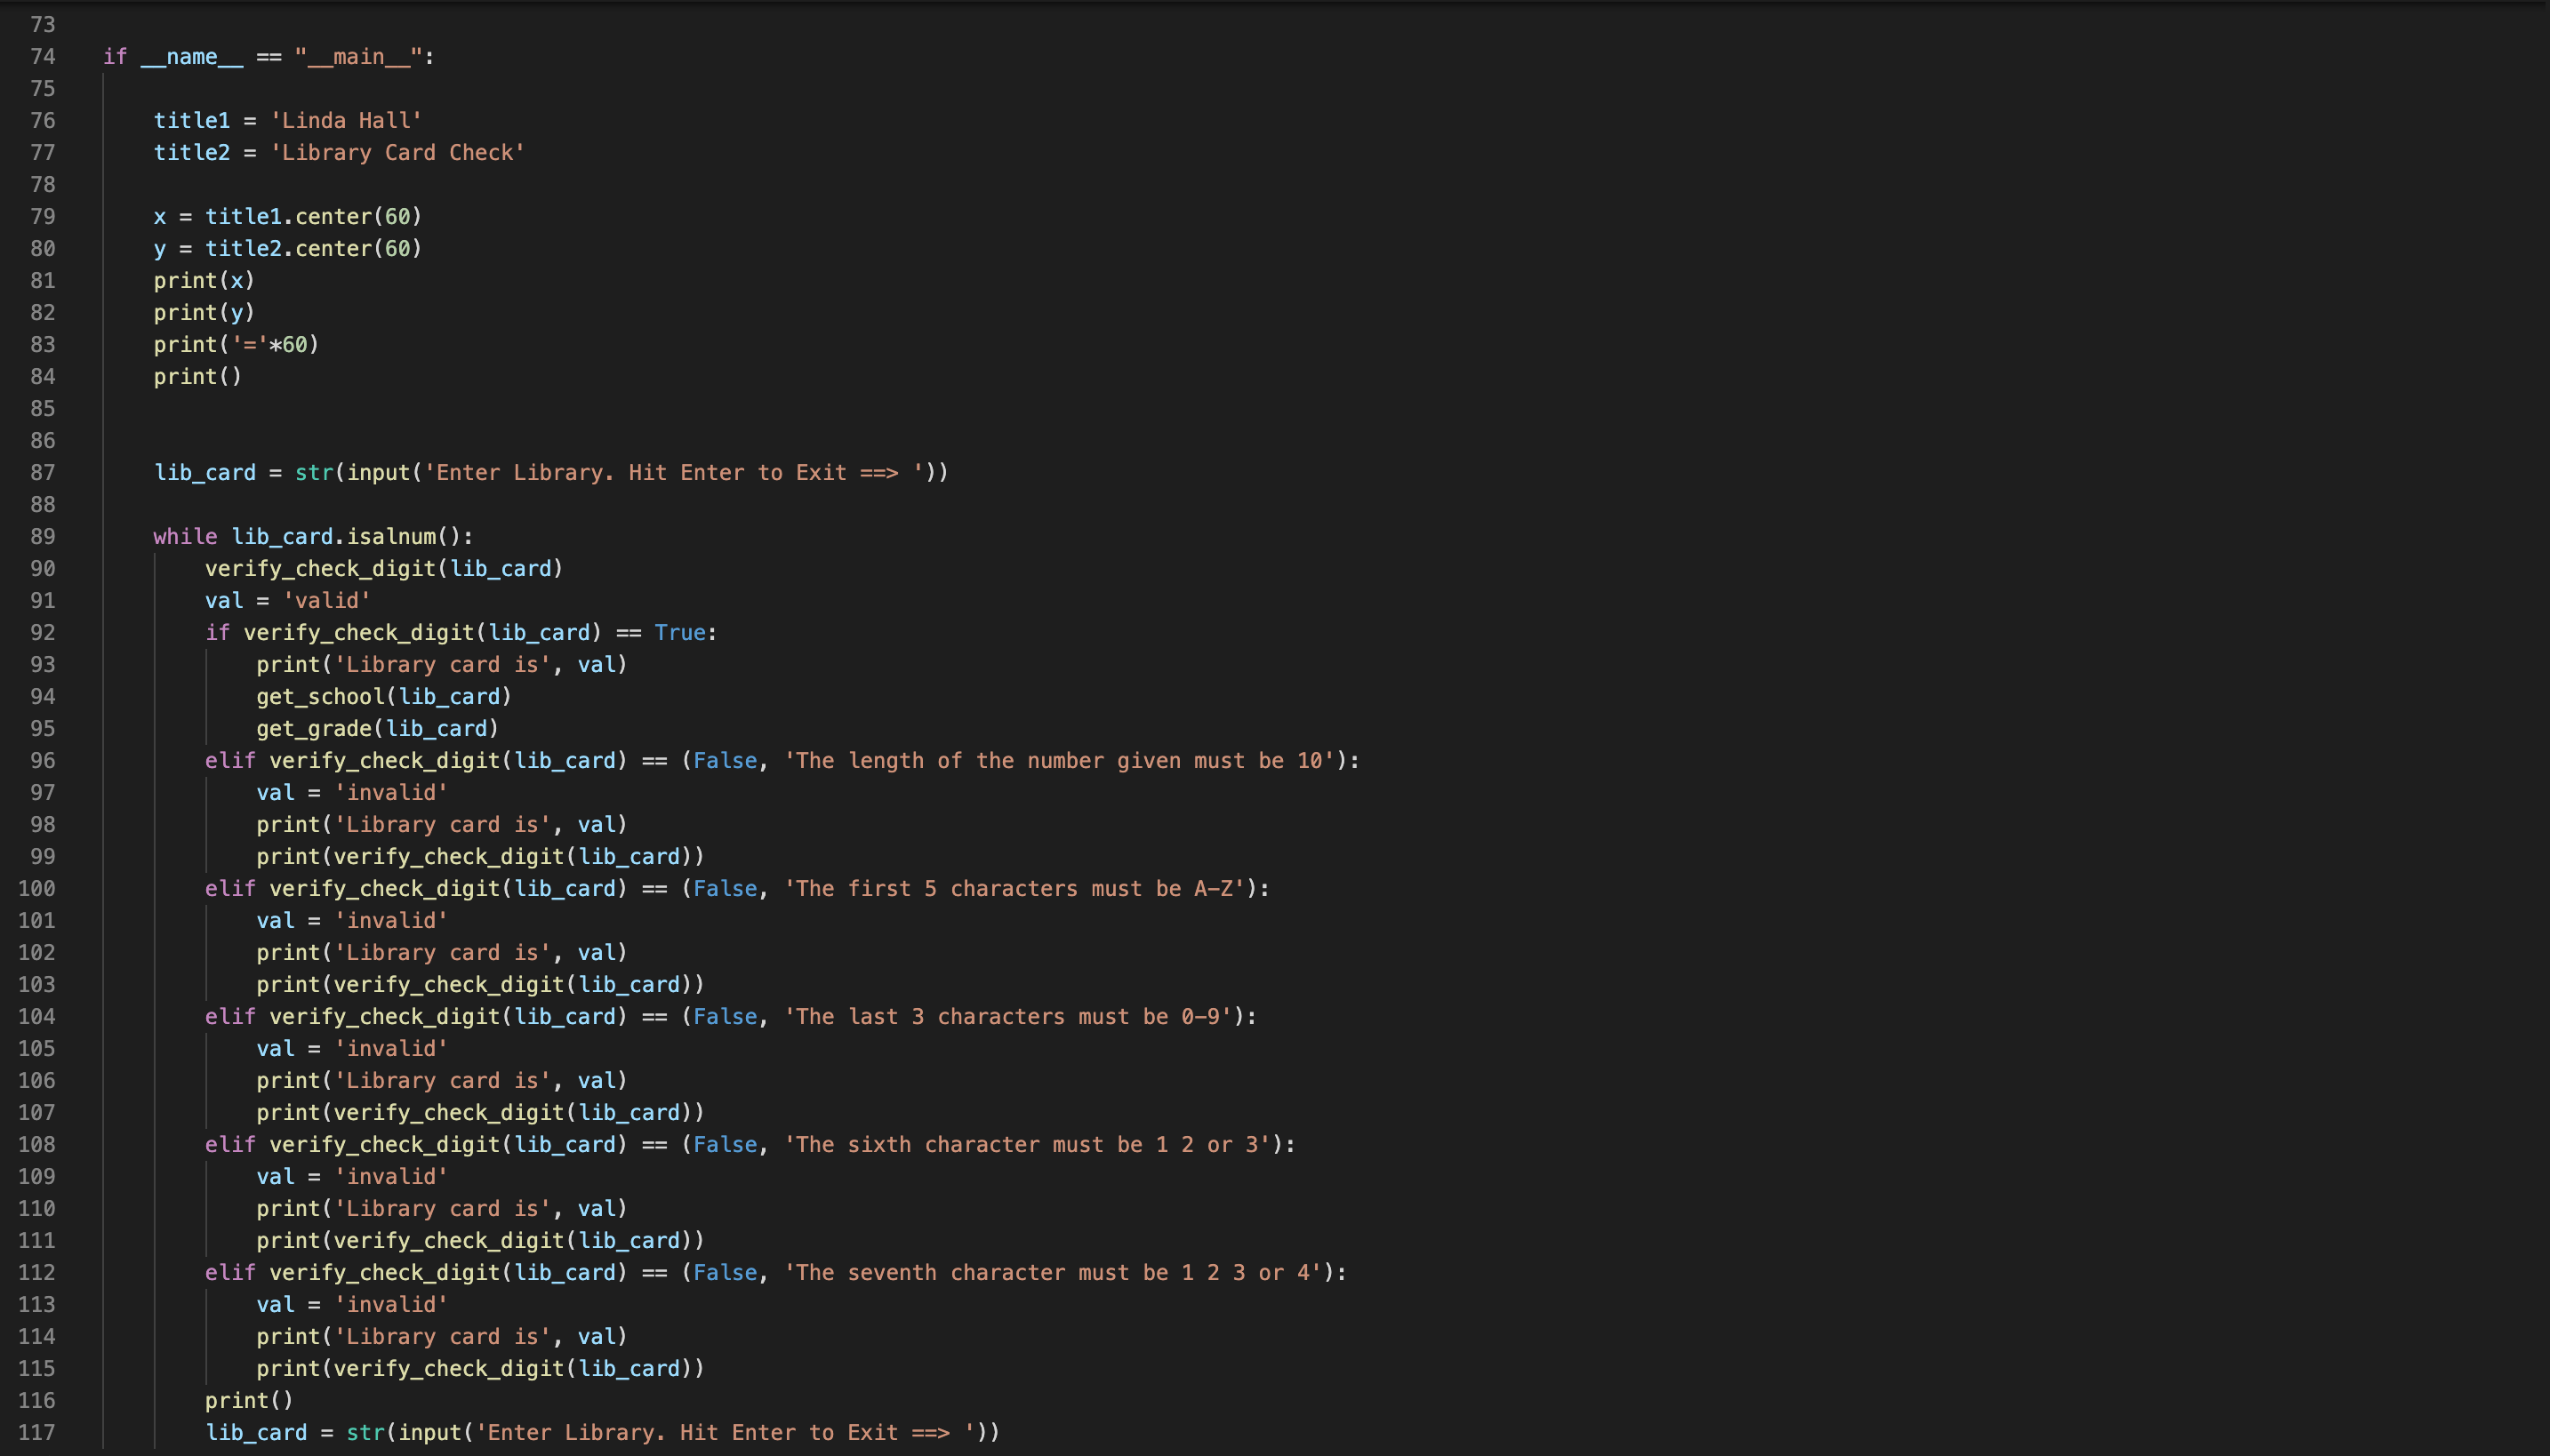 73
74 if __name__ == "__main__":
75
76     title1 = 'Linda Hall'
77     title2 = 'Library Card Check'
78
79     x = title1.center(60)
80     y = title2.center(60)
81     print(x)
82     print(y)
83     print('='*60)
84     print()
85
86
87     lib_card = str(input('Enter Library. Hit Enter to Exit ==> '))
88
89     while lib_card.isalnum():
90         verify_check_digit(lib_card)
91         val = 'valid'
92         if verify_check_digit(lib_card) == True:
93             print('Library card is', val)
94             get_school(lib_card)
95             get_grade(lib_card)
96         elif verify_check_digit(lib_card) == (False, 'The length of the number given must be 10'):
97             val = 'invalid'
98             print('Library card is', val)
99             print(verify_check_digit(lib_card))
100         elif verify_check_digit(lib_card) == (False, 'The first 5 characters must be A-Z'):
101             val = 'invalid'
102             print('Library card is', val)
103             print(verify_check_digit(lib_card))
104         elif verify_check_digit(lib_card) == (False, 'The last 3 characters must be 0-9'):
105             val = 'invalid'
106             print('Library card is', val)
107             print(verify_check_digit(lib_card))
108         elif verify_check_digit(lib_card) == (False, 'The sixth character must be 1 2 or 3'):
109             val = 'invalid'
110             print('Library card is', val)
111             print(verify_check_digit(lib_card))
112         elif verify_check_digit(lib_card) == (False, 'The seventh character must be 1 2 3 or 4'):
113             val = 'invalid'
114             print('Library card is', val)
115             print(verify_check_digit(lib_card))
116         print()
117         lib_card = str(input('Enter Library. Hit Enter to Exit ==> '))